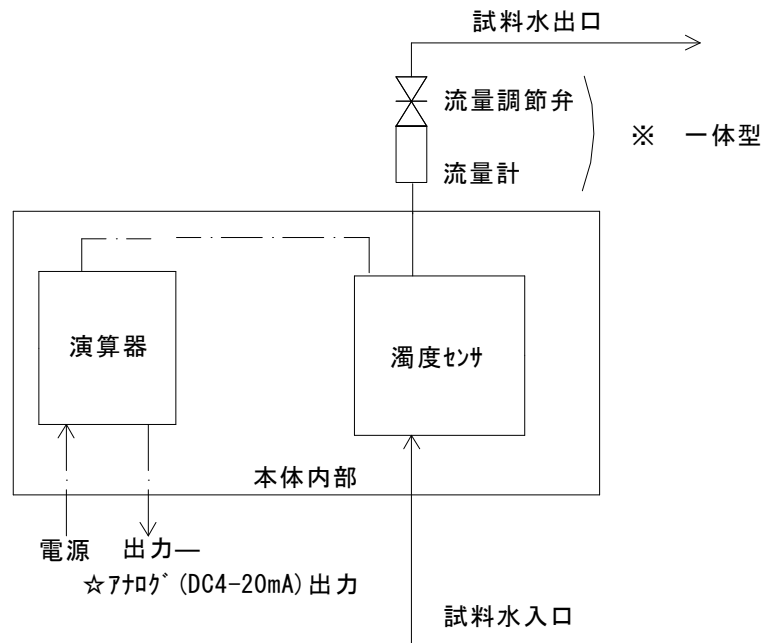 試料水出口
流量調節弁
※ 一体型
流量計
演算器
濁度ｾﾝｻ
本体内部
電源 出力―
☆ｱﾅﾛｸﾞ(DC4-20mA)出力
試料水入口